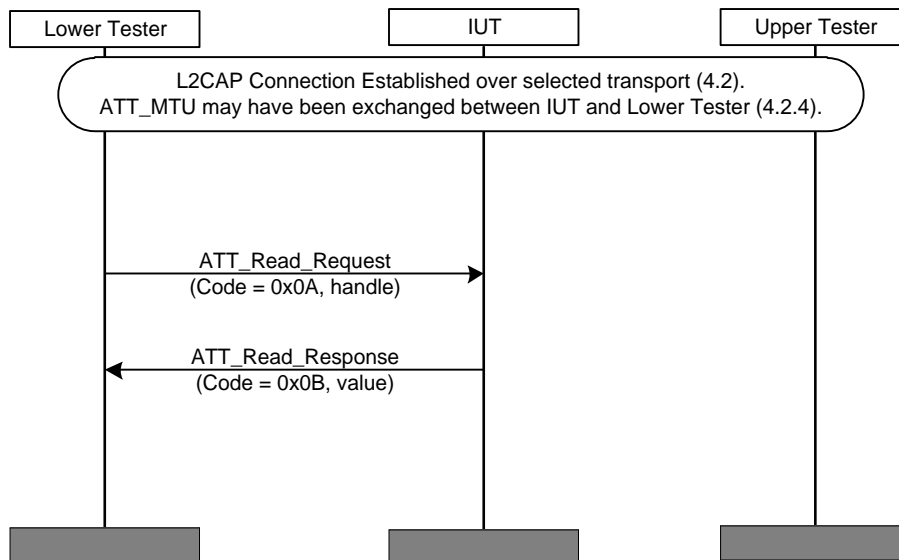 Lower Tester
IUT
Upper Tester
L2CAP Connection Established over selected transport (4.2).
ATT_MTU may have been exchanged between IUT and Lower Tester (4.2.4).
ATT_Read_Request
(Code = 0x0A, handle)
ATT_Read_Response
(Code = 0x0B, value)